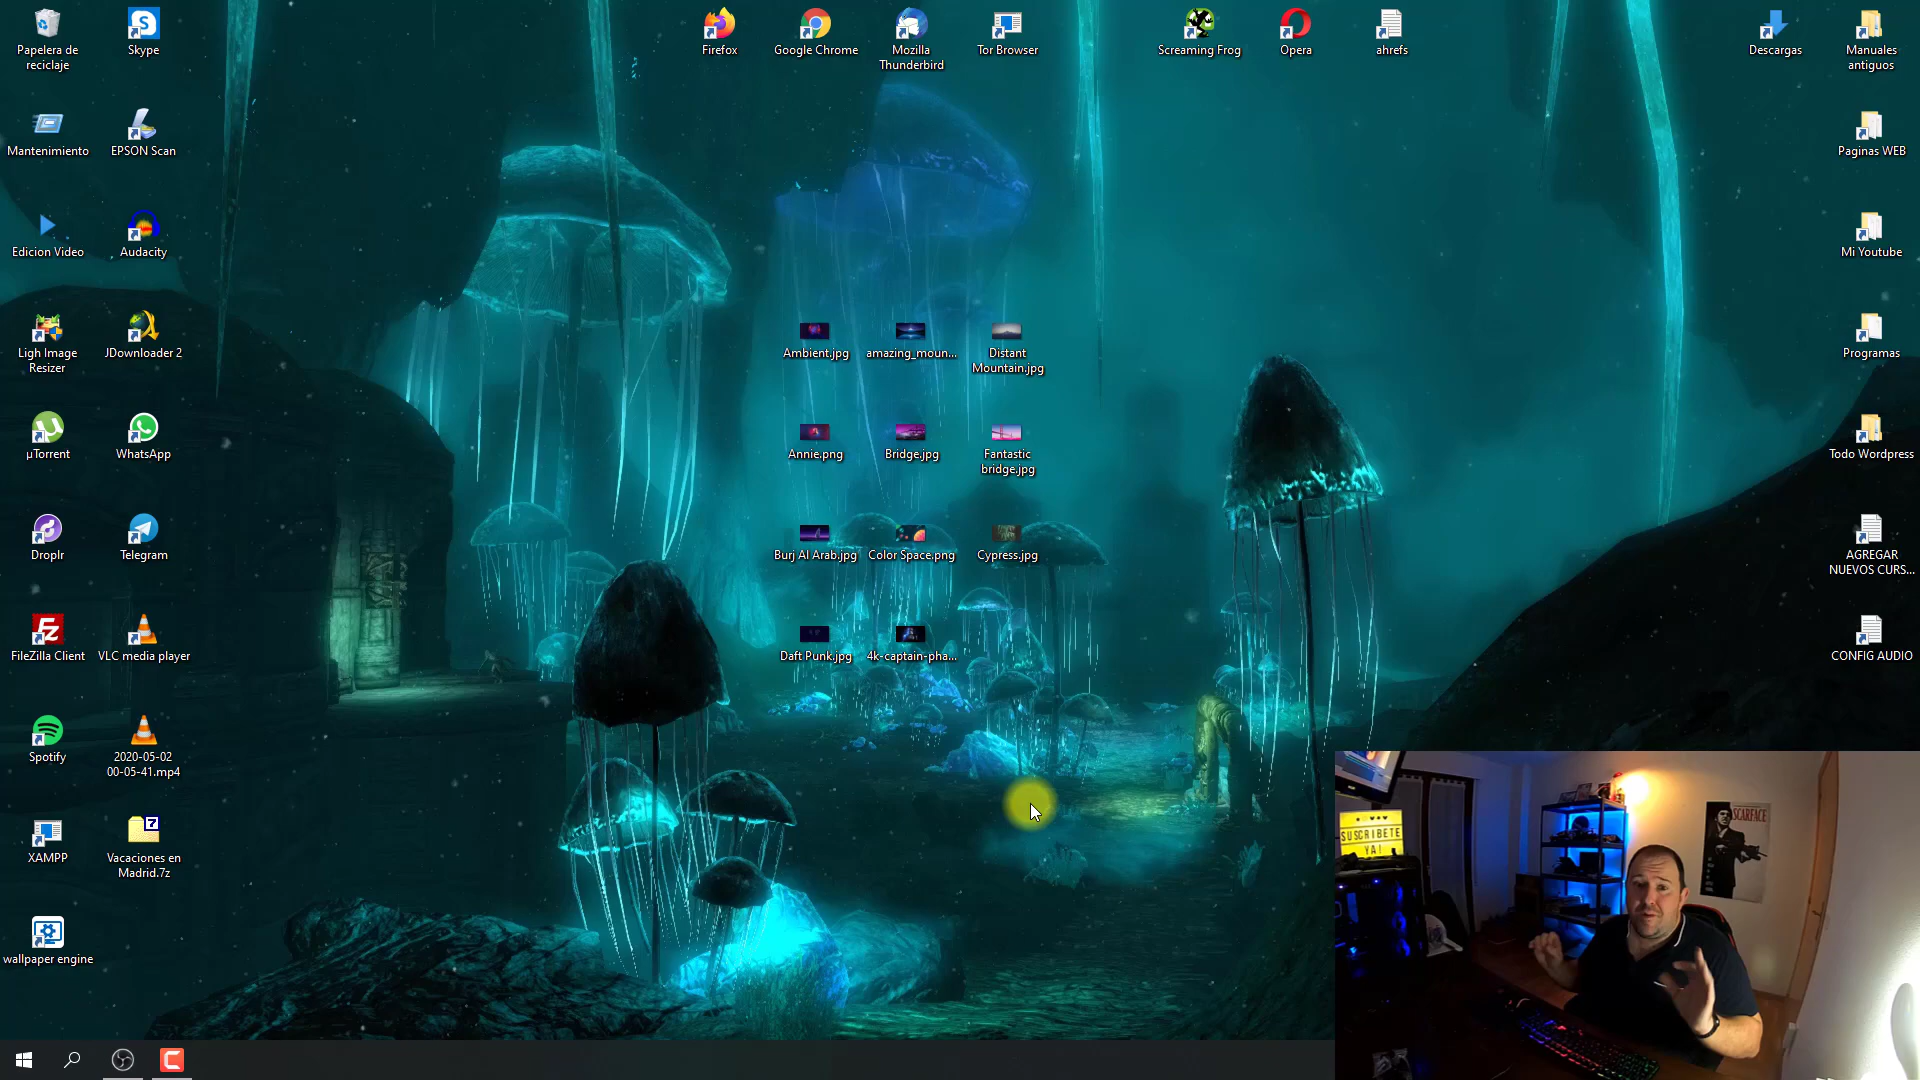 Papelera de
reciclaje
Skype
Firefox
Google Chrome
Mozilla
Thunderbird
Tor Browser
Screaming Frog
Opera
ahrefs
Descargas
Manuales
antiguos
Mantenimiento
EPSON Scan
Paginas WEB
Edicion Video
Audacity
Mi Youtube
Ligh Image
Resizer
JDownloader 2
Ambient.jpg
amazing_moun...
Distant
Mountain.jpg
Programas
µTorrent
WhatsApp
Annie.png
Bridge.jpg
Fantastic
bridge.jpg
Todo Wordpress
Droplr
Telegram
Burj Al Arab.jpg
Color Space.png
Cypress.jpg
AGREGAR
NUEVOS CURS...
FileZilla Client
VLC media player
Daft Punk.jpg
4k-captain-pha...
CONFIG AUDIO
Spotify
2020-05-02
00-05-41.mp4
XAMPP
Vacaciones en
Madrid.7z
wallpaper engine
SUSCRIBETE
YA!
SCARFACE